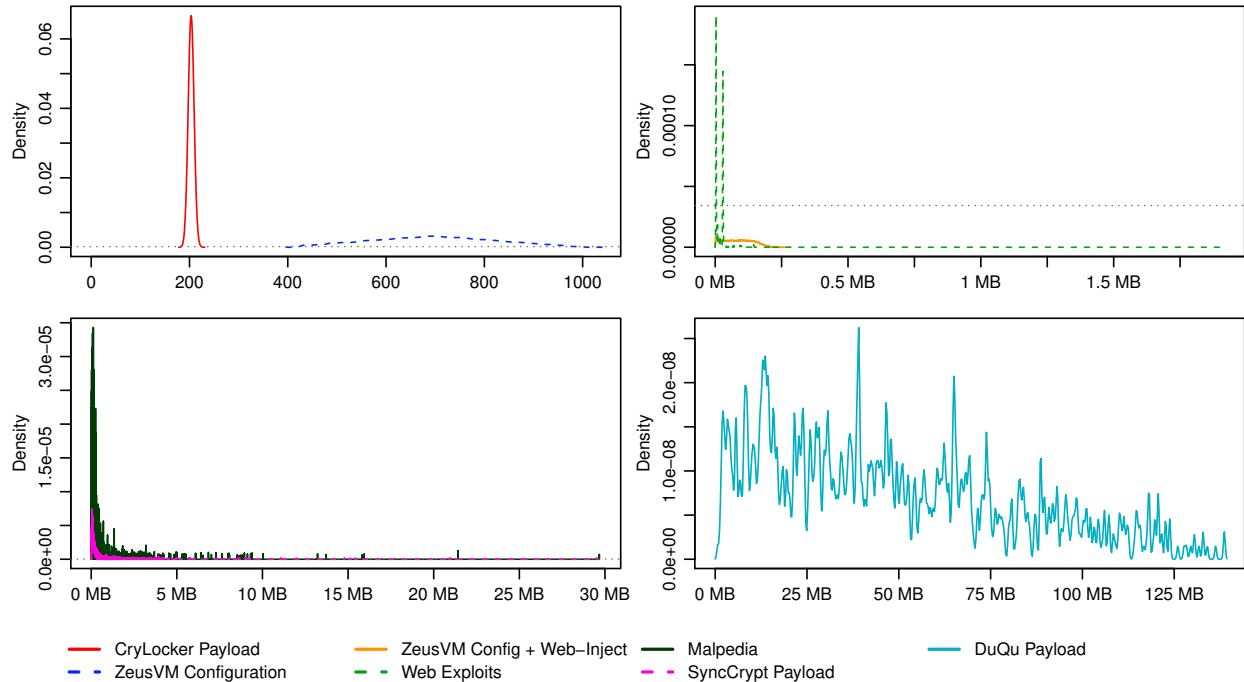 Density
0.00 0.02 0.04 0.06
0 200 400 600 800 1000
Density
0.00000 0.00010
0 MB 0.5 MB 1 MB 1.5 MB
Density
0.0e+00 1.5e−05 3.0e−05
0 MB 5 MB 10 MB 15 MB 20 MB 25 MB 30 MB
Density
0.0e+00 1.0e−08 2.0e−08
0 MB 25 MB 50 MB 75 MB 100 MB 125 MB
CryLocker Payload ZeusVM Config + Web−Inject Malpedia DuQu Payload
ZeusVM Configuration Web Exploits SyncCrypt Payload